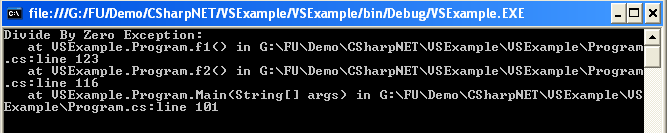 file:///G:/FU/Demo/CSharpNET/VSExample/VSExample/bin/Debug/VSExample.EXE
Divide By Zero Exception:
   at VSExample.Program.f1() in G:\FU\Demo\CSharpNET\VSExample\VSExample\Program
.cs:line 123
   at VSExample.Program.f2() in G:\FU\Demo\CSharpNET\VSExample\VSExample\Program
.cs:line 116
   at VSExample.Program.Main(String[] args) in G:\FU\Demo\CSharpNET\VSExample\VS
Example\Program.cs:line 101